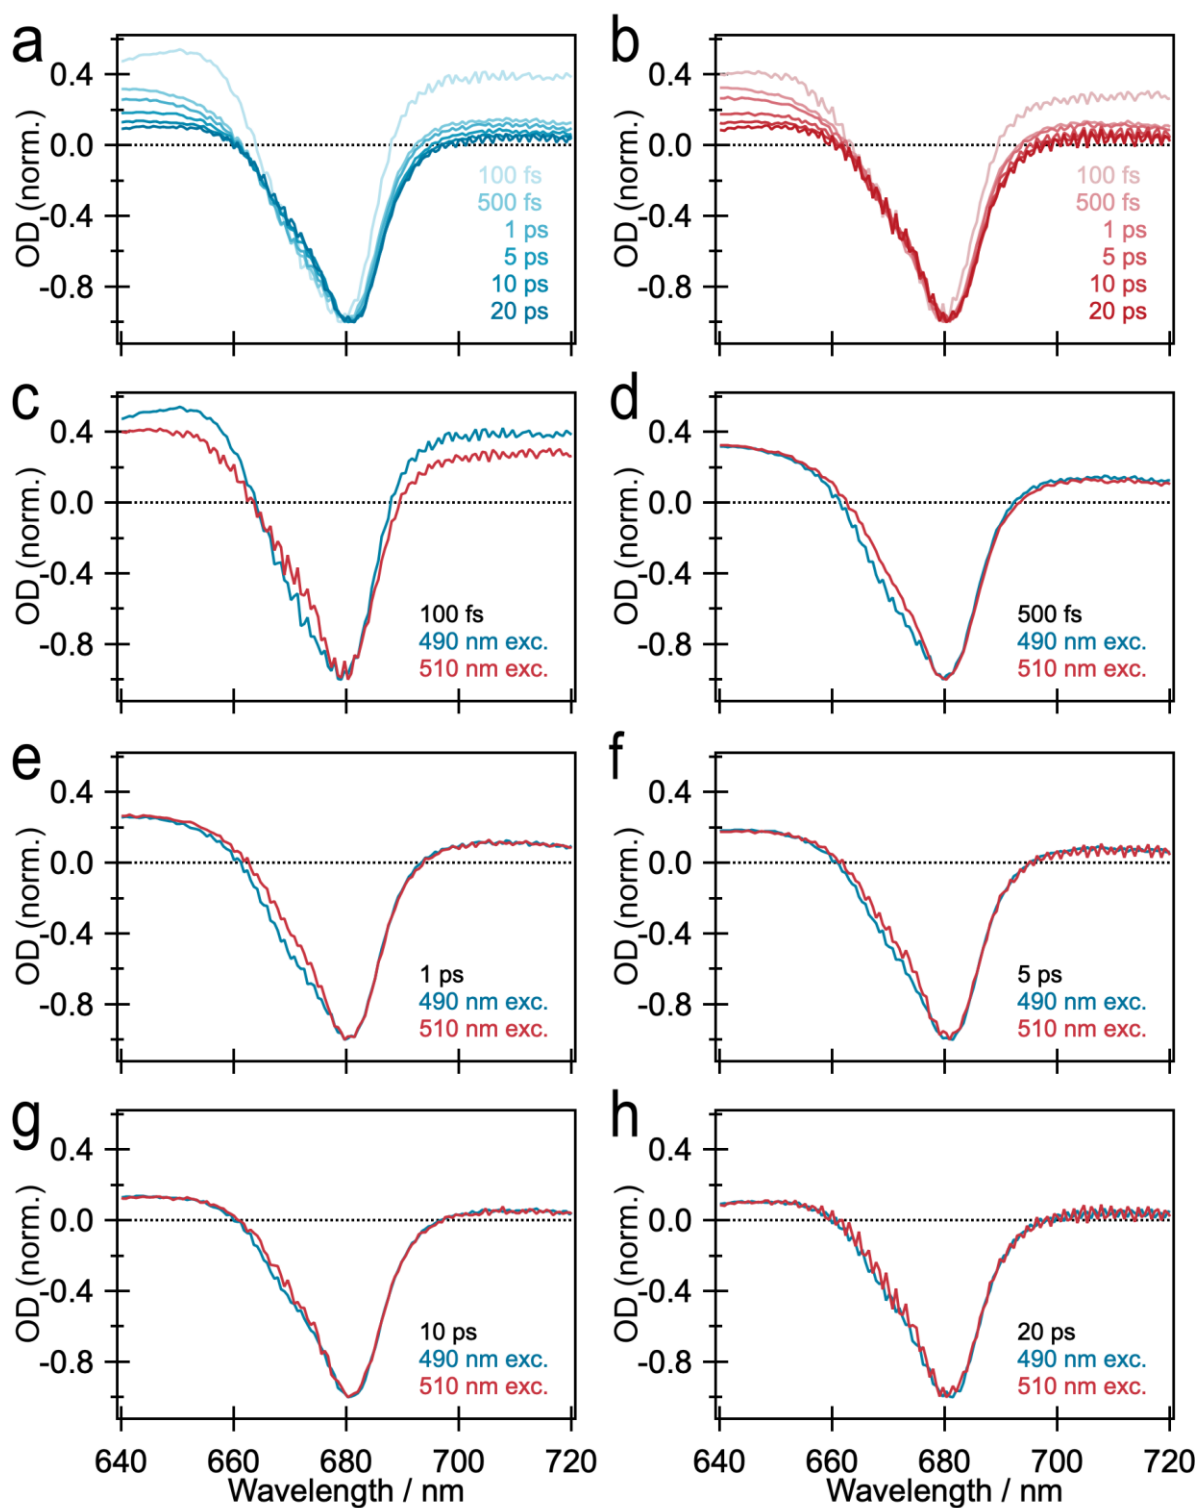 a
0.4
0.0
-0.4
-0.8
OD (norm.)
100 fs
500 fs
1 ps
5 ps
10 ps
20 ps
640
b
0.4
0.0
-0.4
-0.8
OD (norm.)
100 fs
500 fs
1 ps
5 ps
10 ps
20 ps
c
0.4
0.0
-0.4
-0.8
OD (norm.)
100 fs
490 nm exc.
510 nm exc.
d
0.4
0.0
-0.4
-0.8
OD (norm.)
500 fs
490 nm exc.
510 nm exc.
e
0.4
0.0
-0.4
-0.8
OD (norm.)
1 ps
490 nm exc.
510 nm exc.
f
0.4
0.0
-0.4
-0.8
OD (norm.)
5 ps
490 nm exc.
510 nm exc.
g
0.4
0.0
-0.4
-0.8
OD (norm.)
10 ps
490 nm exc.
510 nm exc.
640 660 680 700 720
Wavelength / nm
h
0.4
0.0
-0.4
-0.8
OD (norm.)
20 ps
490 nm exc.
510 nm exc.
640 660 680 700 720
Wavelength / nm